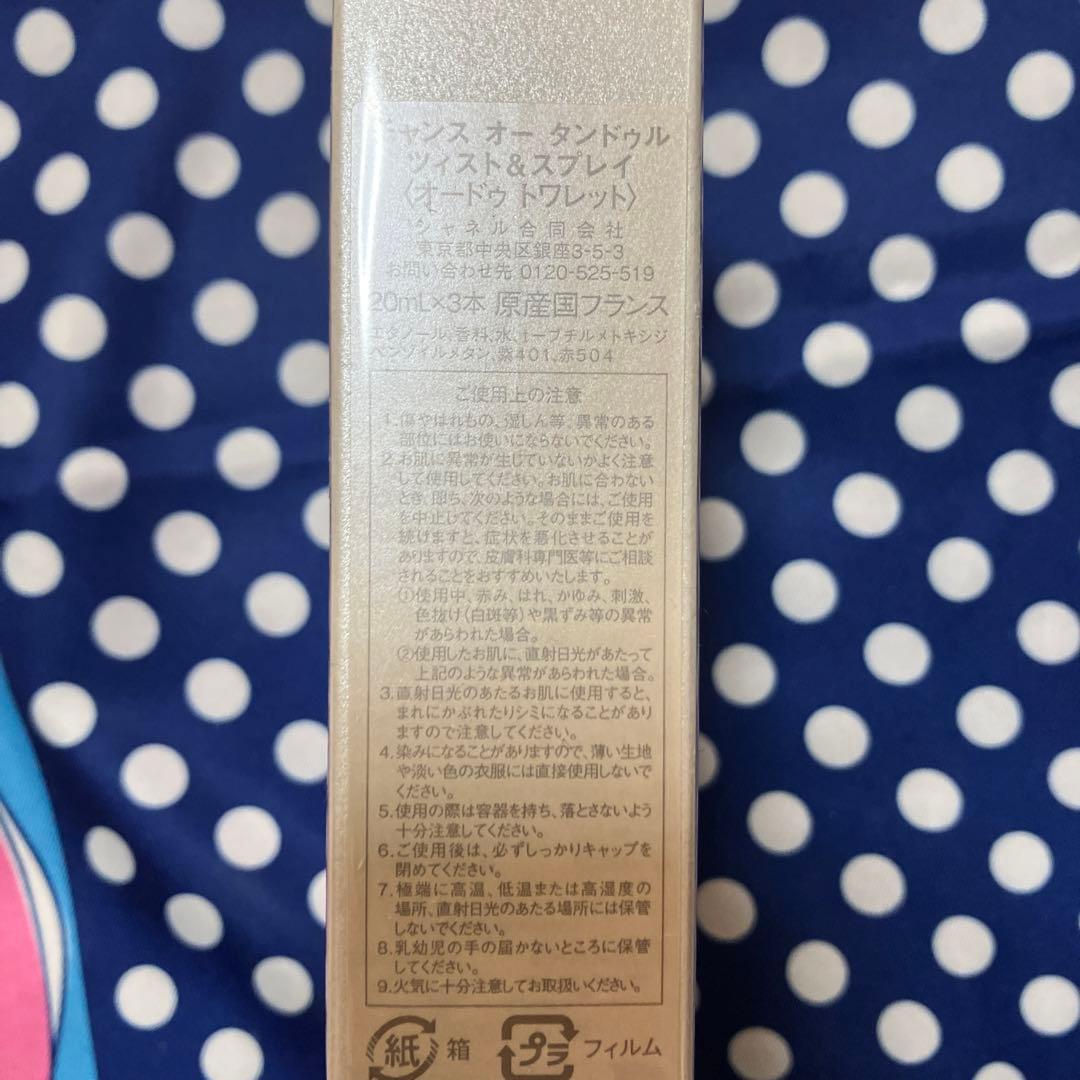 チャンス オー タンドゥル
ツィスト&スプレイ
〈オードゥ トワレット〉
シャネル合同会社
東京都中央区銀座3-5-3
お問い合わせ先 0120-525-519
20mL×3本 原産国フランス
エタノール,香料,水,t-ブチルメトキシジ
ベンゾイルメタン,紫401,赤504
ご使用上の注意
1.傷やはれもの、湿しん等、異常のある
部位にはお使いにならないでください。
2.お肌に異常が生じていないかよく注意
して使用してください。お肌に合わない
とき、即ち、次のような場合には、ご使用
を中止してください。そのままご使用を
続けますと、症状を悪化させることが
ありますので、皮膚科専門医等にご相談
されることをおすすめいたします。
①使用中、赤み、はれ、かゆみ、刺激、
色抜け(白斑等)や黒ずみ等の異常
があらわれた場合。
②使用したお肌に、直射日光があたって
上記のような異常があらわれた場合。
3.直射日光のあたるお肌に使用すると、
まれにかぶれたりシミになることがあり
ますので注意してください。
4.染みになることがありますので、薄い生地
や淡い色の衣服には直接使用しないで
ください。
5.使用の際は容器を持ち、落とさないよう
十分注意してください。
6.ご使用後は、必ずしっかりキャップを
閉めてください。
7.極端に高温、低温または高湿度の
場所、直射日光のあたる場所には保管
しないでください。
8.乳幼児の手の届かないところに保管
してください。
9.火気に十分注意してお取扱いください。
紙 箱 プラ フィルム